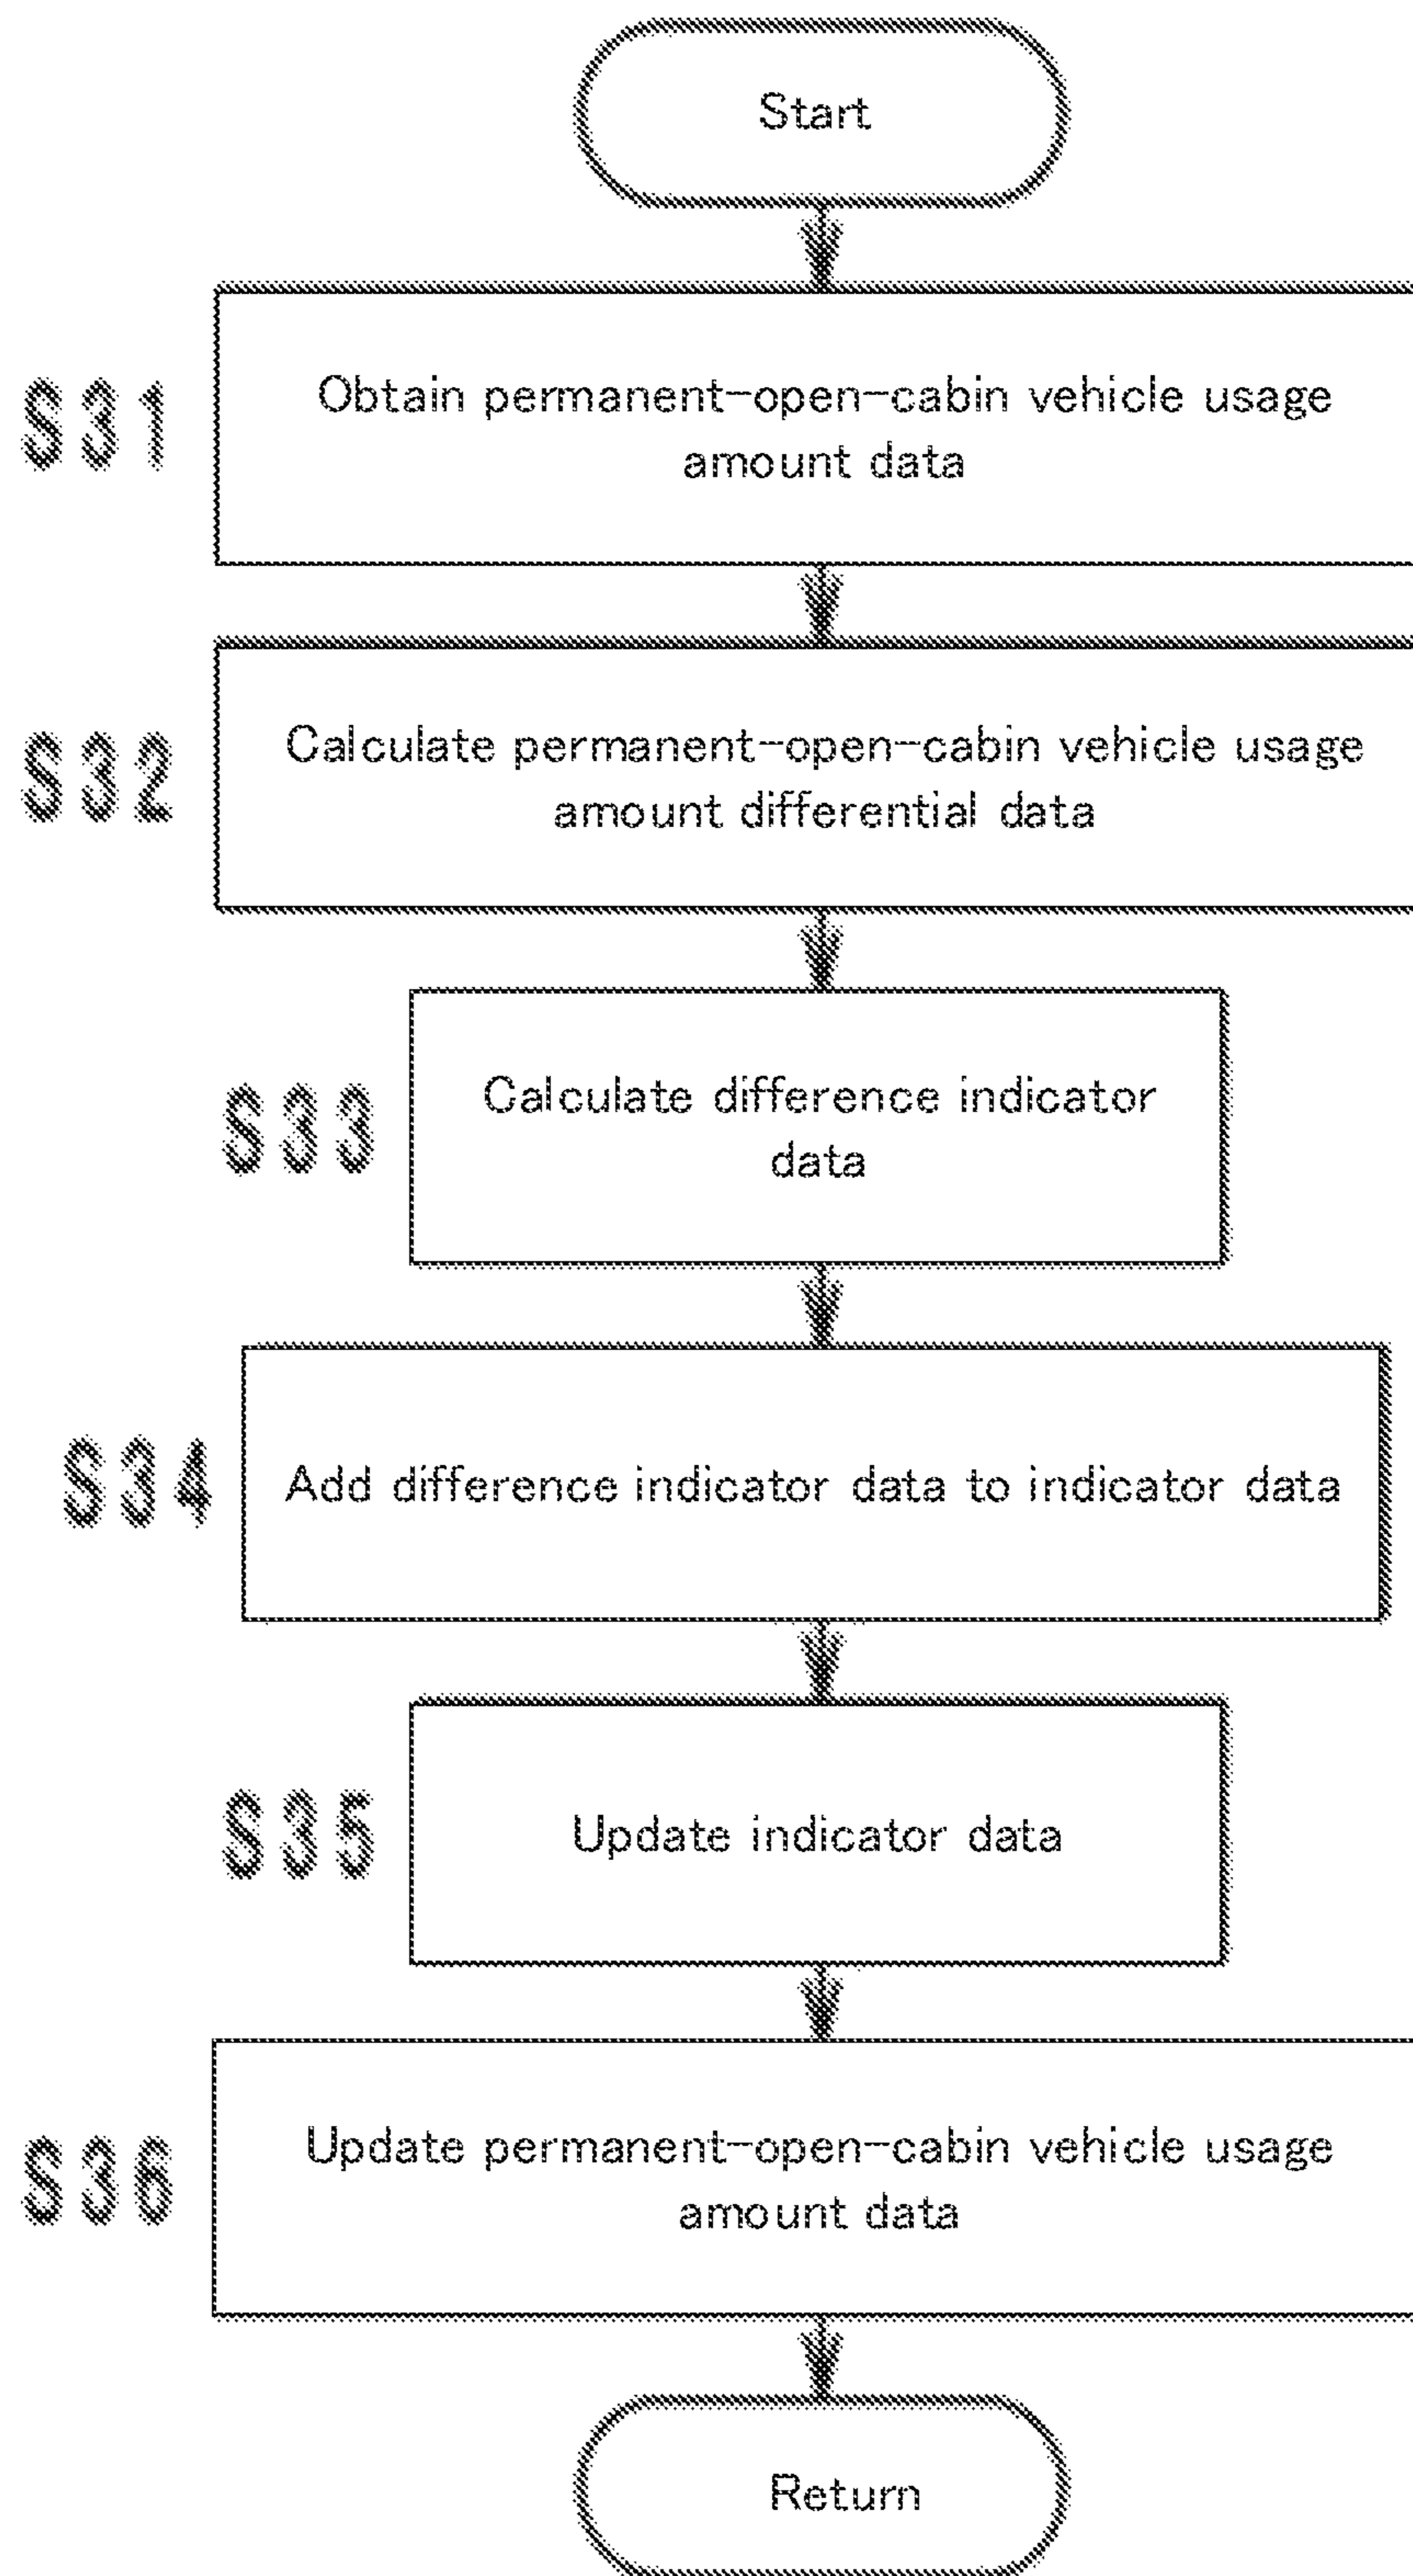 Start
S31
Obtain permanent-open-cabin vehicle usage
amount data
S32
Calculate permanent-open-cabin vehicle usage
amount differential data
S33
Calculate difference indicator
data
S34
Add difference indicator data to indicator data
S35
Update indicator data
S36
Update permanent-open-cabin vehicle usage
amount data
Return